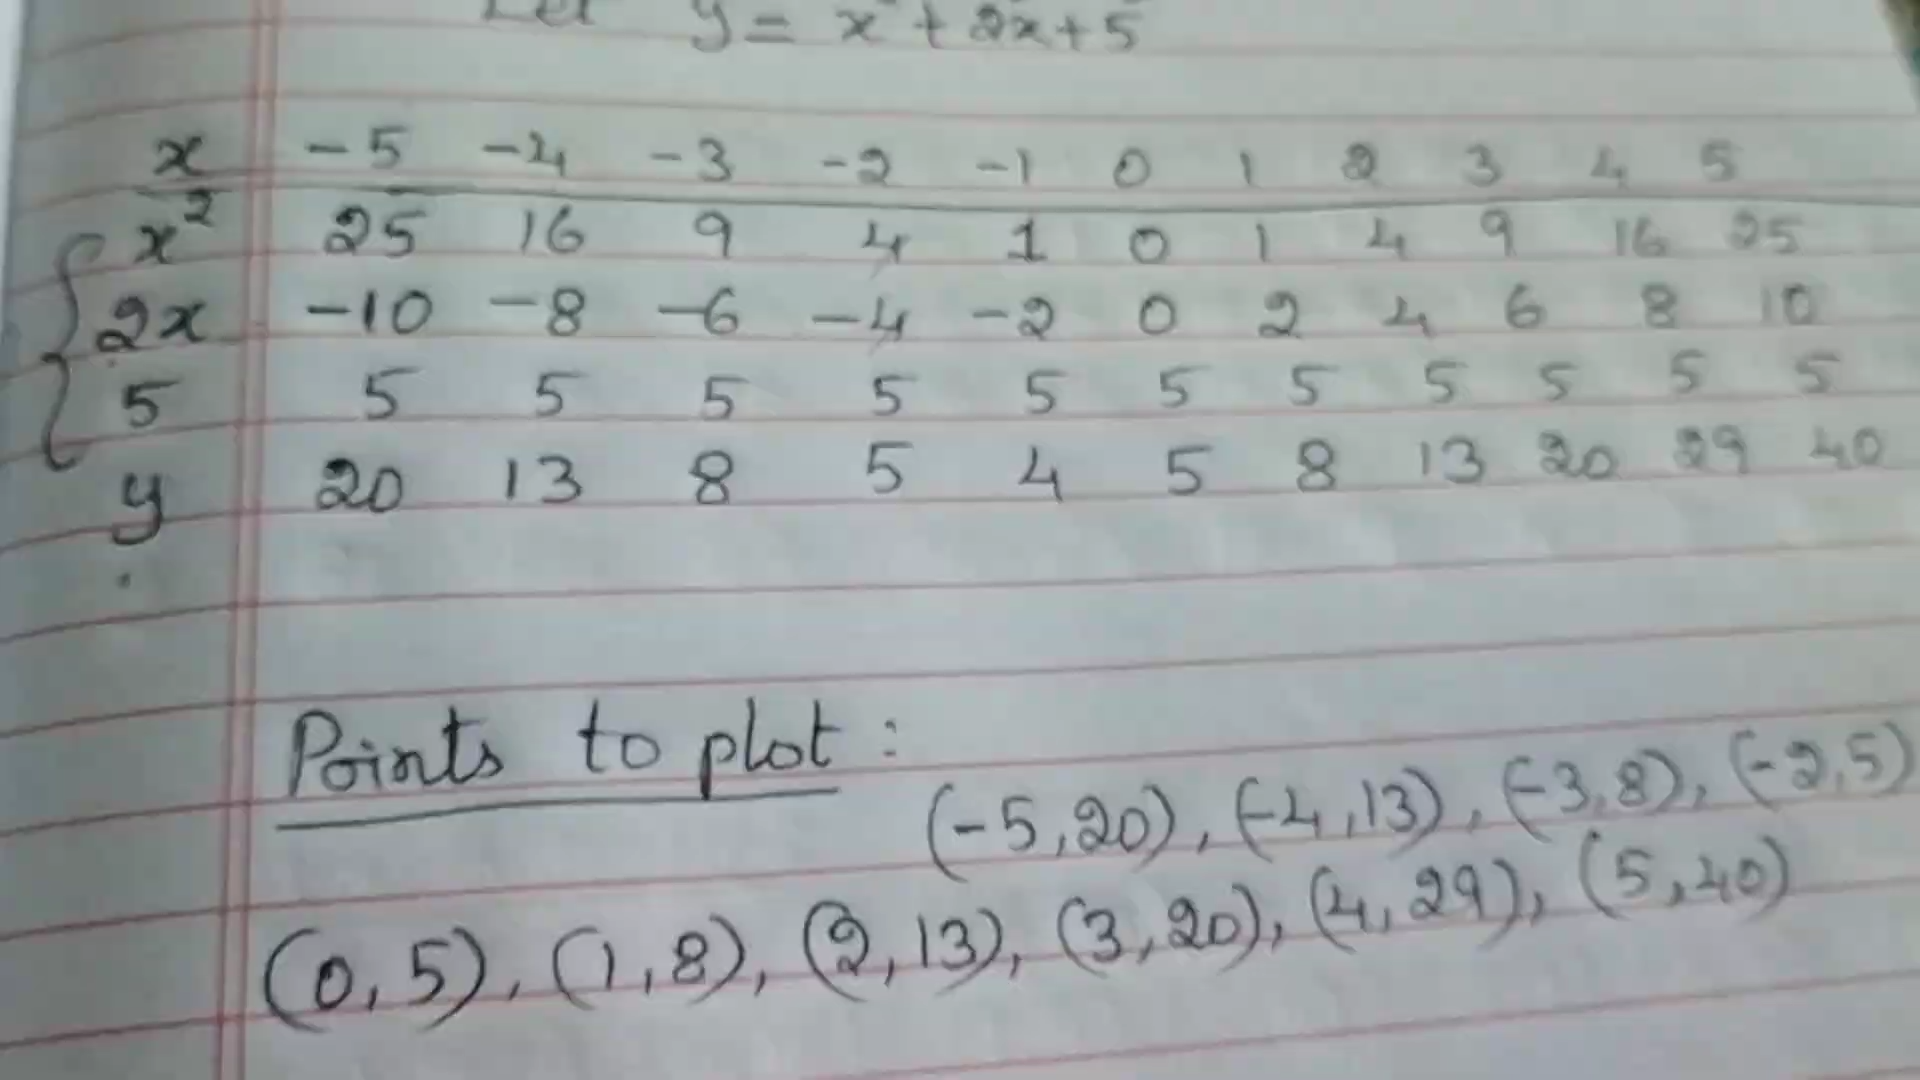 Let y = x² + 2x + 5
x -5 -4 -3 -2 -1 0 1 2 3 4 5
x² 25 16 9 4 1 0 1 4 9 16 25
2x -10 -8 -6 -4 -2 0 2 4 6 8 10
5 5 5 5 5 5 5 5 5 5 5 5
y 20 13 8 5 4 5 8 13 20 29 40
Points to plot :
(-5,20), (-4,13), (-3,8), (-2,5)
(0,5), (1,8), (2,13), (3,20), (4,29), (5,40)